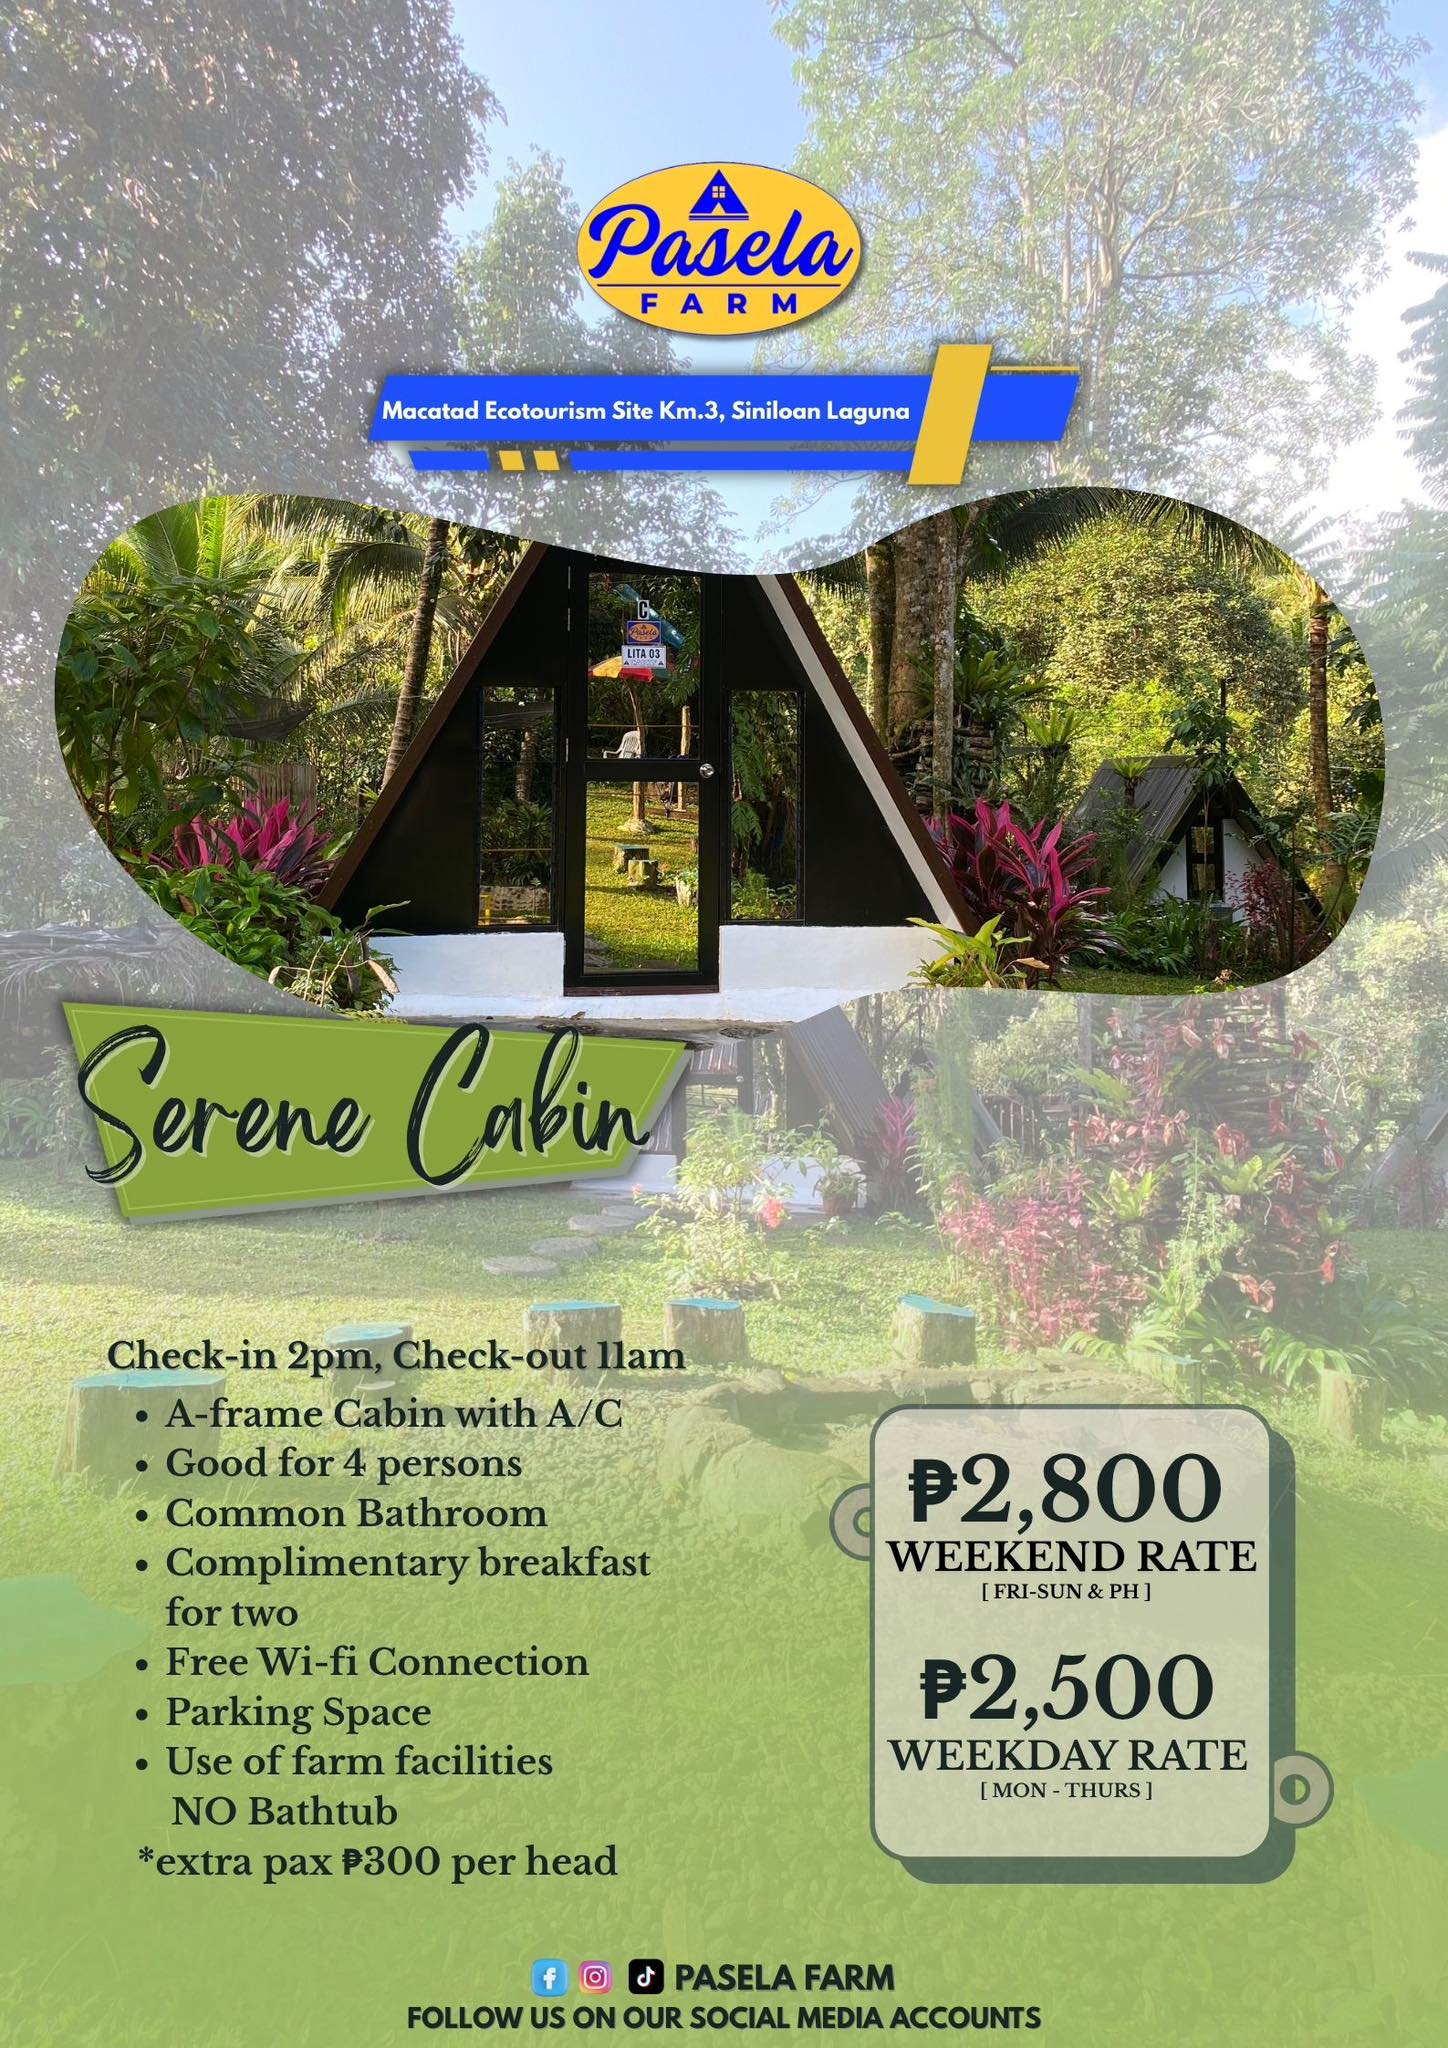 Pasela
FARM
Macatad Ecotourism Site Km.3, Siniloan Laguna
C
Pasela
LITA 03
Serene Cabin
Check-in 2pm, Check-out 11am
• A-frame Cabin with A/C
• Good for 4 persons
• Common Bathroom
• Complimentary breakfast
for two
• Free Wi-fi Connection
• Parking Space
• Use of farm facilities
NO Bathtub
*extra pax ₱300 per head
₱2,800
WEEKEND RATE
[ FRI-SUN & PH ]
₱2,500
WEEKDAY RATE
[ MON - THURS ]
PASELA FARM
FOLLOW US ON OUR SOCIAL MEDIA ACCOUNTS